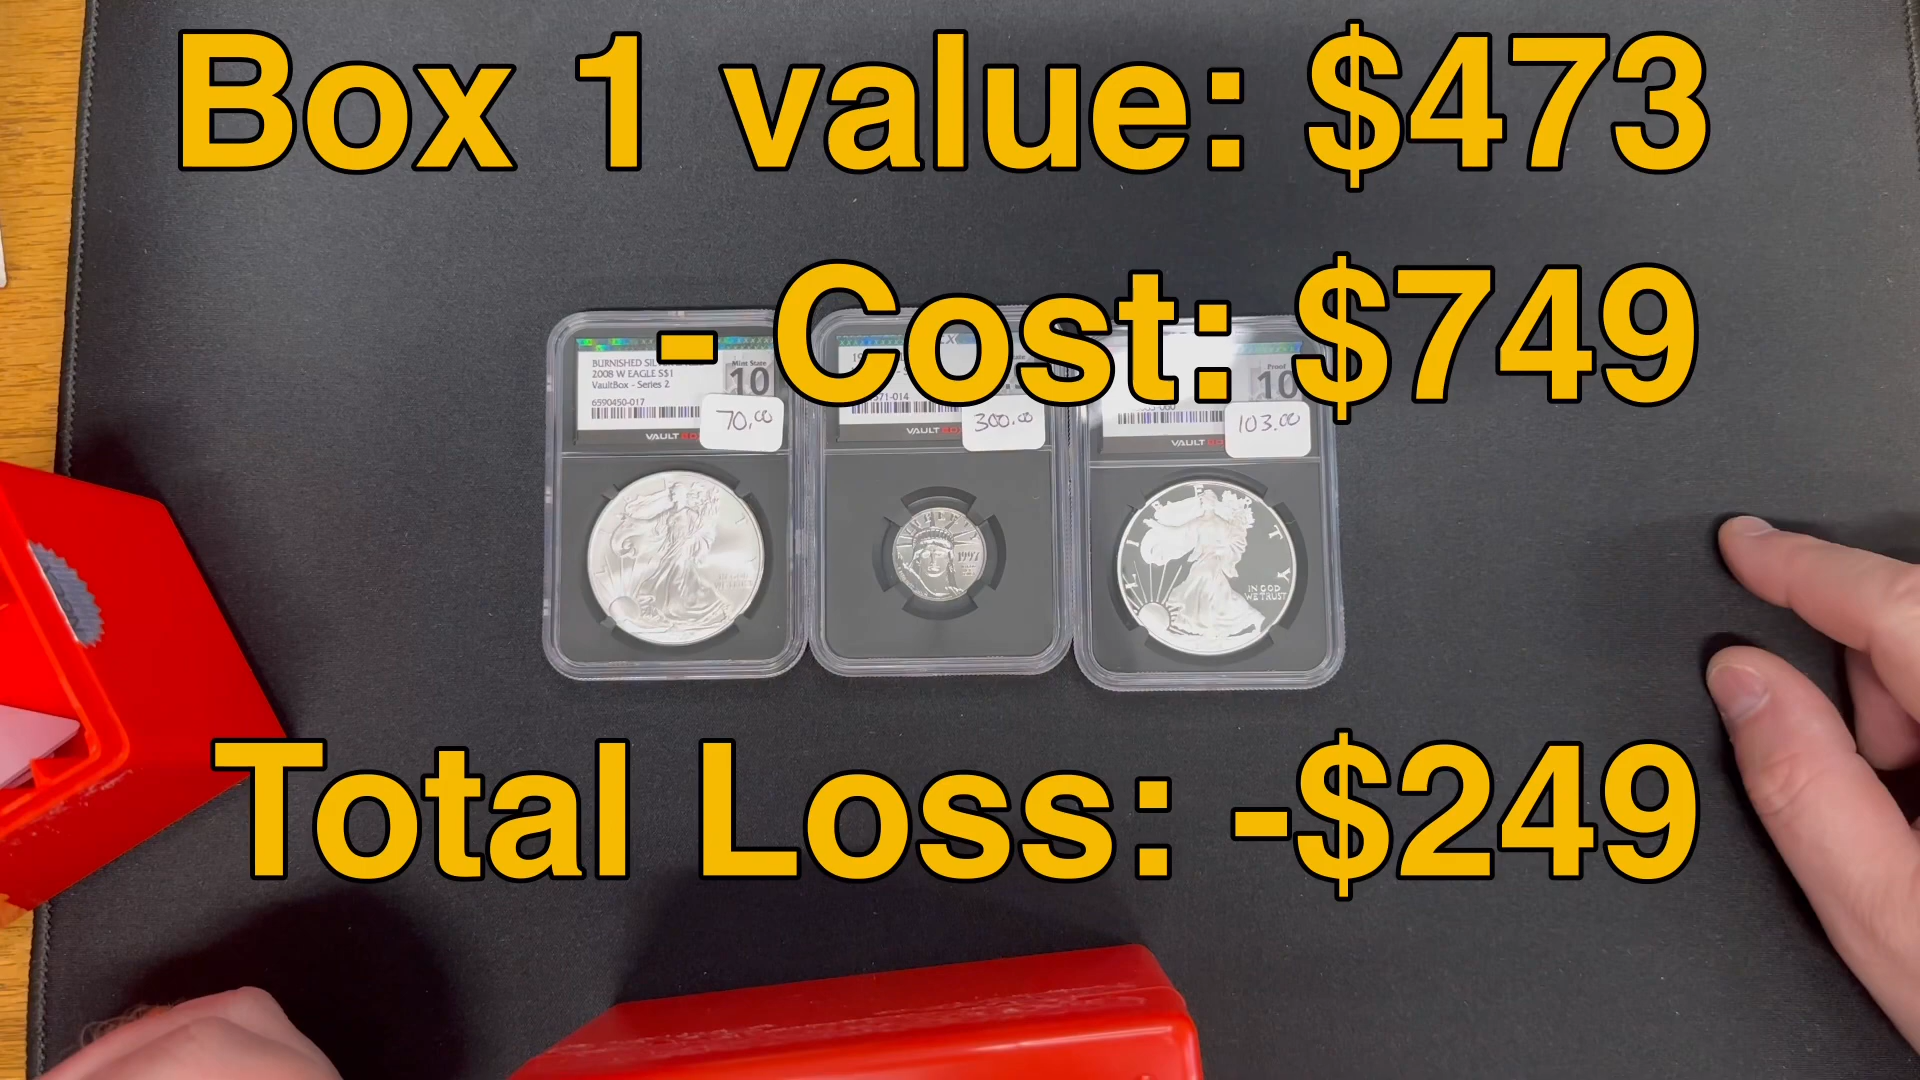 Box 1 value: $473
- Cost: $749
BURNISHED
2008 W EAGLE S$1
VaultBox - Series 2
6590450-017
Mint State
10
VAULT
70.00
71-014
VAULT
300.00
Proof
10
VAULT
103.00
LIBERTY
1997
IN GOD
WE TRUST
Total Loss: -$249